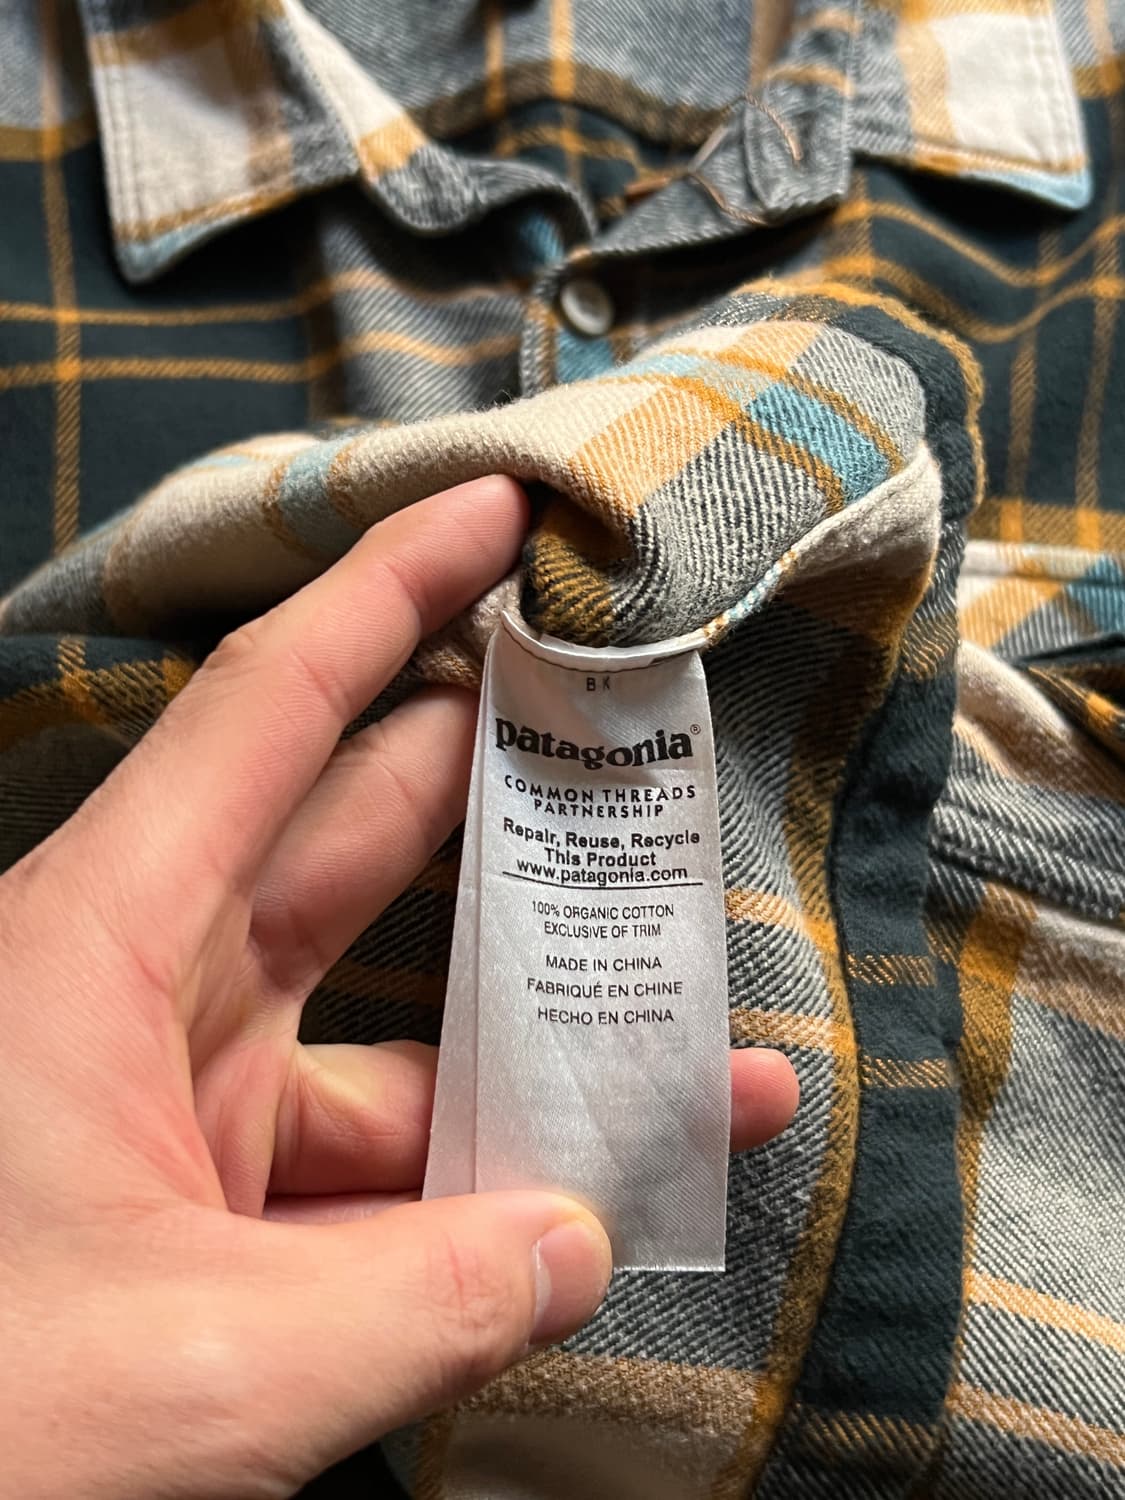 BK
patagonia®
COMMON THREADS
PARTNERSHIP
Repair, Reuse, Recycle
This Product
www.patagonia.com
100% ORGANIC COTTON
EXCLUSIVE OF TRIM
MADE IN CHINA
FABRIQUÉ EN CHINE
HECHO EN CHINA